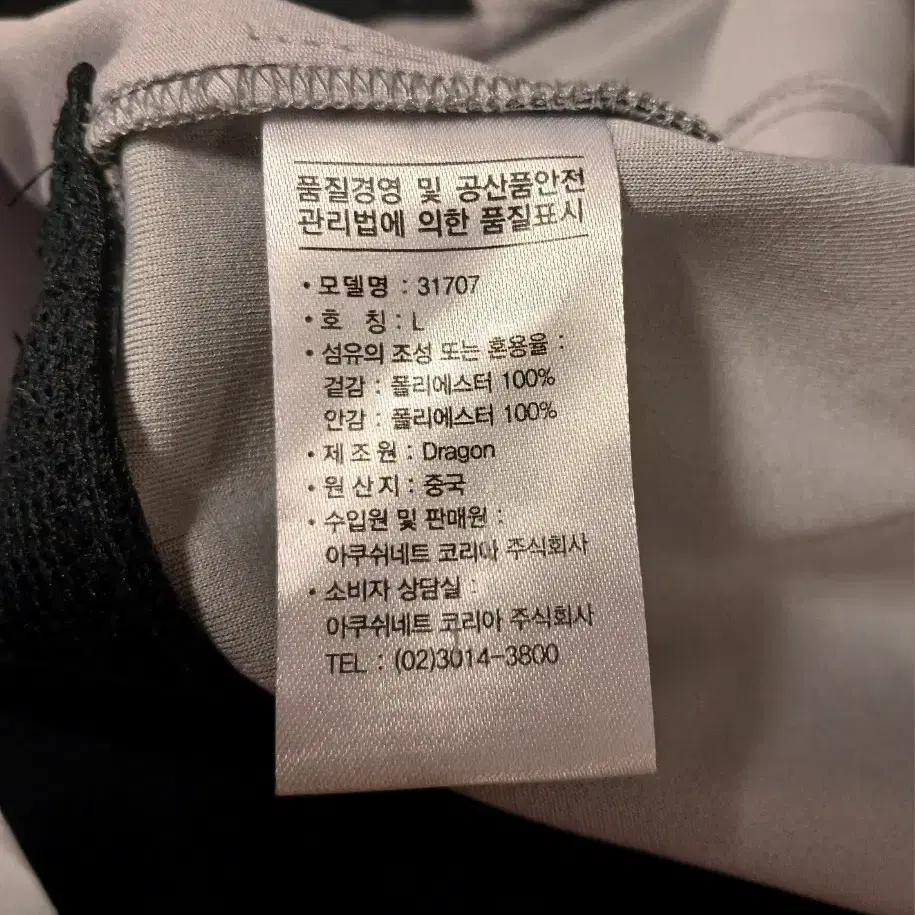 품질경영 및 공산품안전
관리법에 의한 품질표시
• 모델명 : 31707
• 호 칭 : L
• 섬유의 조성 또는 혼용율 :
겉감 : 폴리에스터 100%
안감 : 폴리에스터 100%
• 제 조 원 : Dragon
• 원 산 지 : 중국
• 수입원 및 판매원 :
아쿠쉬네트 코리아 주식회사
• 소비자 상담실 :
아쿠쉬네트 코리아 주식회사
TEL : (02)3014-3800